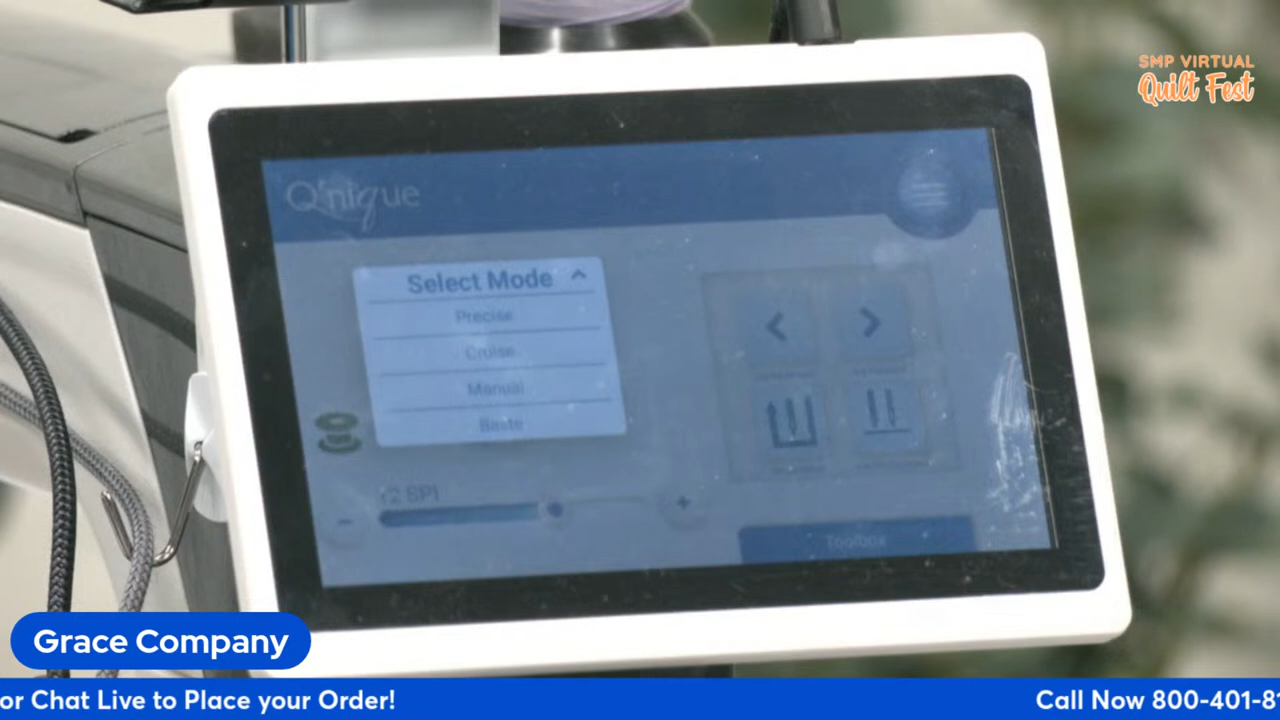 SMP VIRTUAL
Quilt Fest
Q'nique
Select Mode
Precise
Cruise
Manual
Baste
12 SPI
Toolbox
Grace Company
or Chat Live to Place your Order!
Call Now 800-401-81